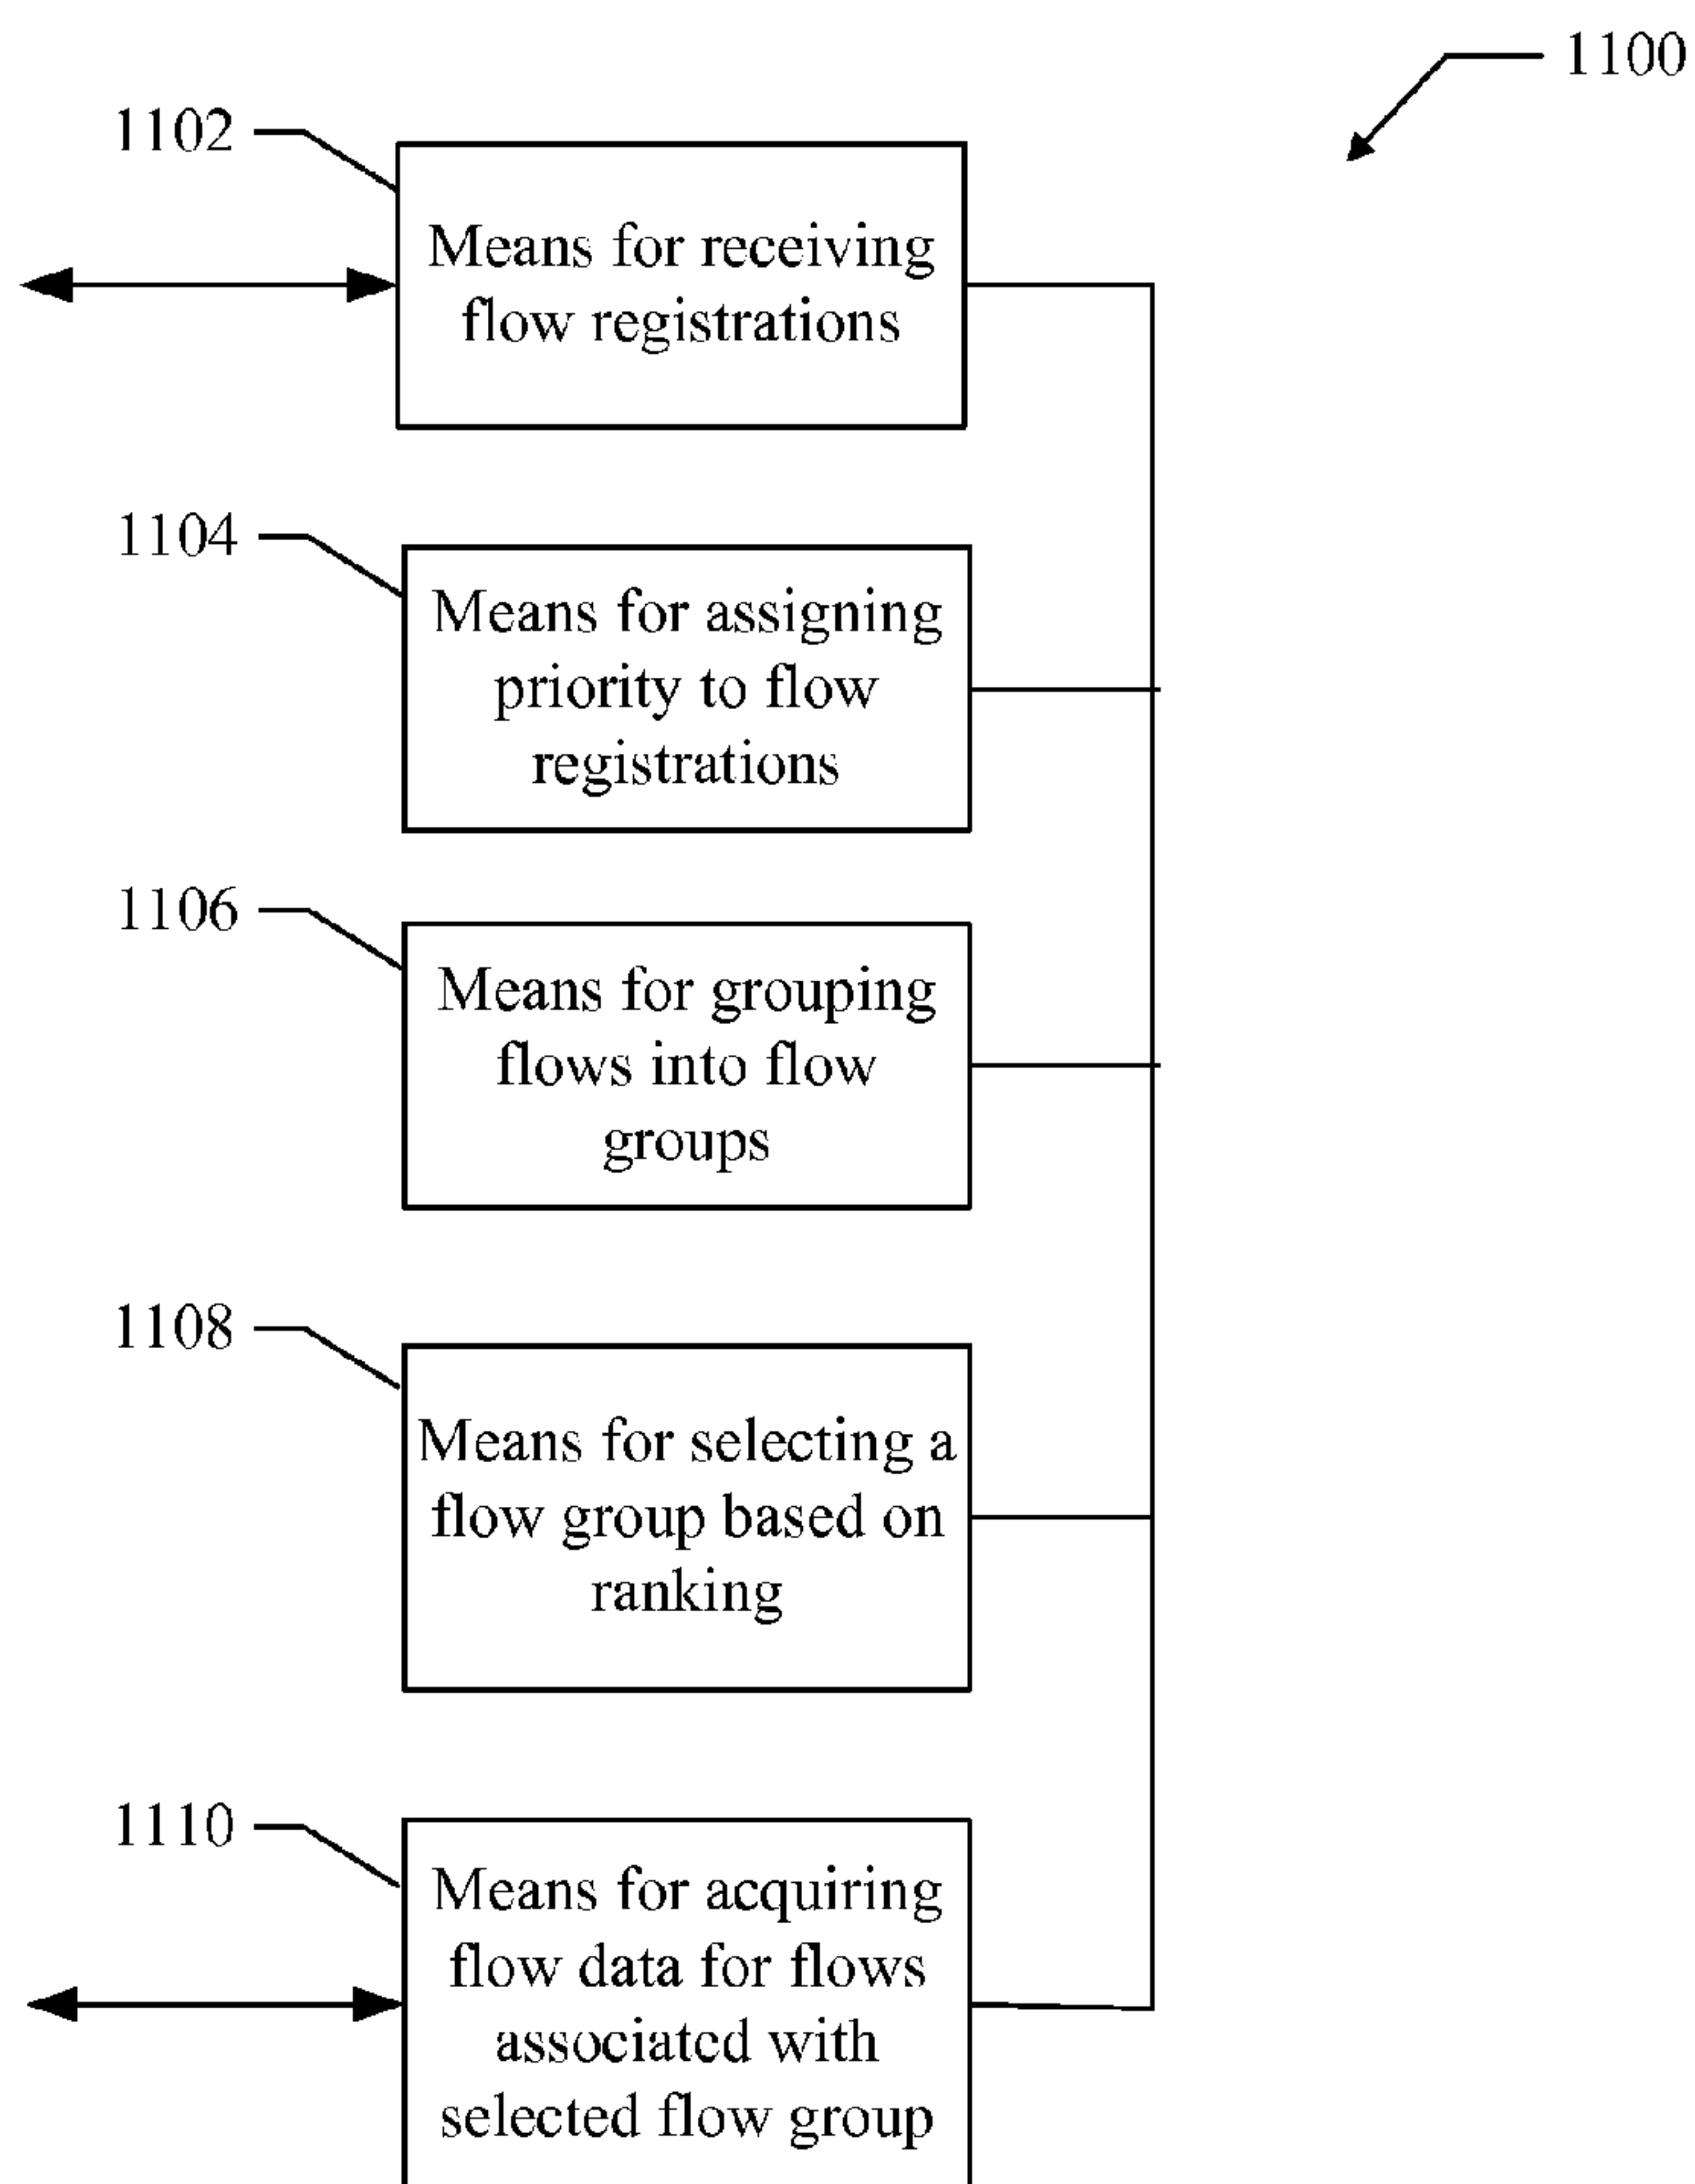 1100
1102
Means for receiving
flow registrations
1104
Means for assigning
priority to flow
registrations
1106
Means for grouping
flows into flow
groups
1108
Means for selecting a
flow group based on
ranking
1110
Means for acquiring
flow data for flows
associated with
selected flow group